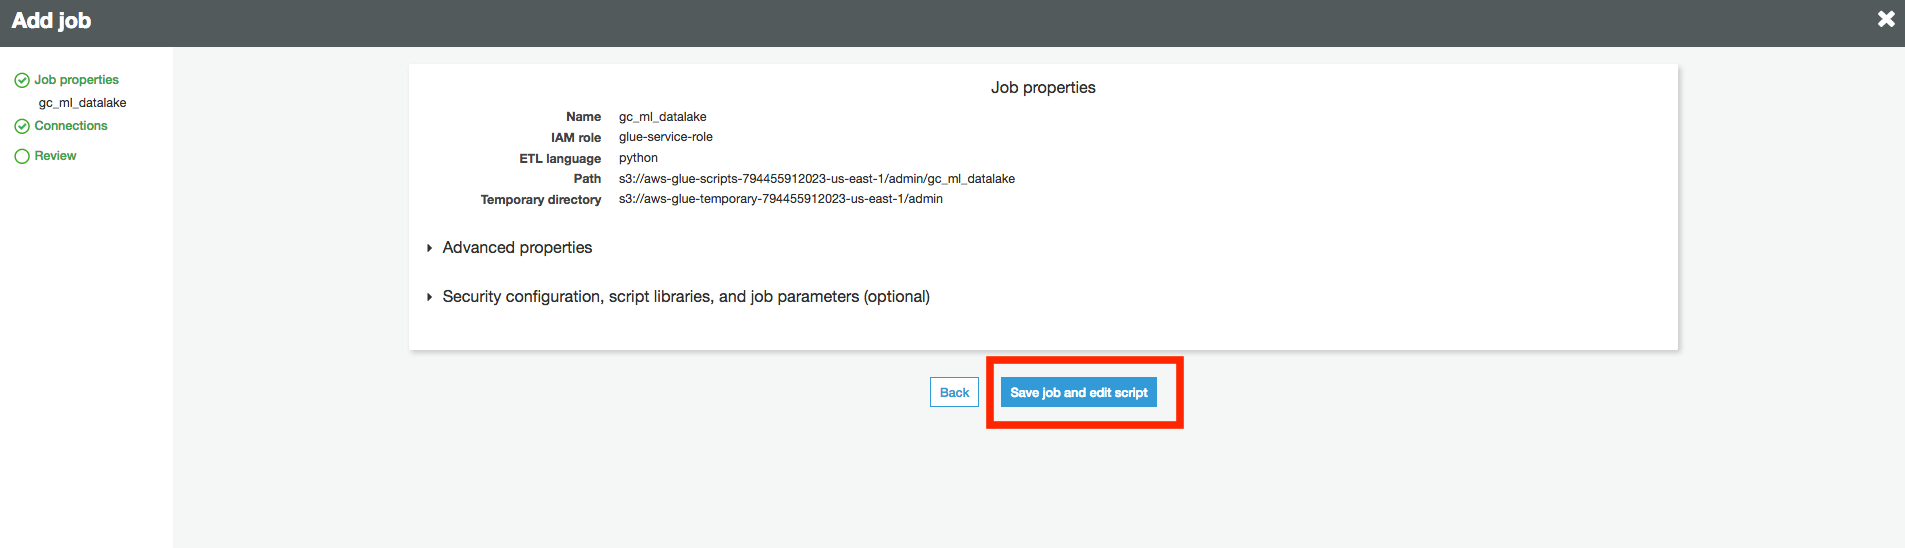 Add job
Job properties
gc_ml_datalake
Connections
Review
Job properties
Name gc_ml_datalake
IAM role glue-service-role
ETL language python
Path s3://aws-glue-scripts-794455912023-us-east-1/admin/gc_ml_datalake
Temporary directory s3://aws-glue-temporary-794455912023-us-east-1/admin
Advanced properties
Security configuration, script libraries, and job parameters (optional)
Back Save job and edit script